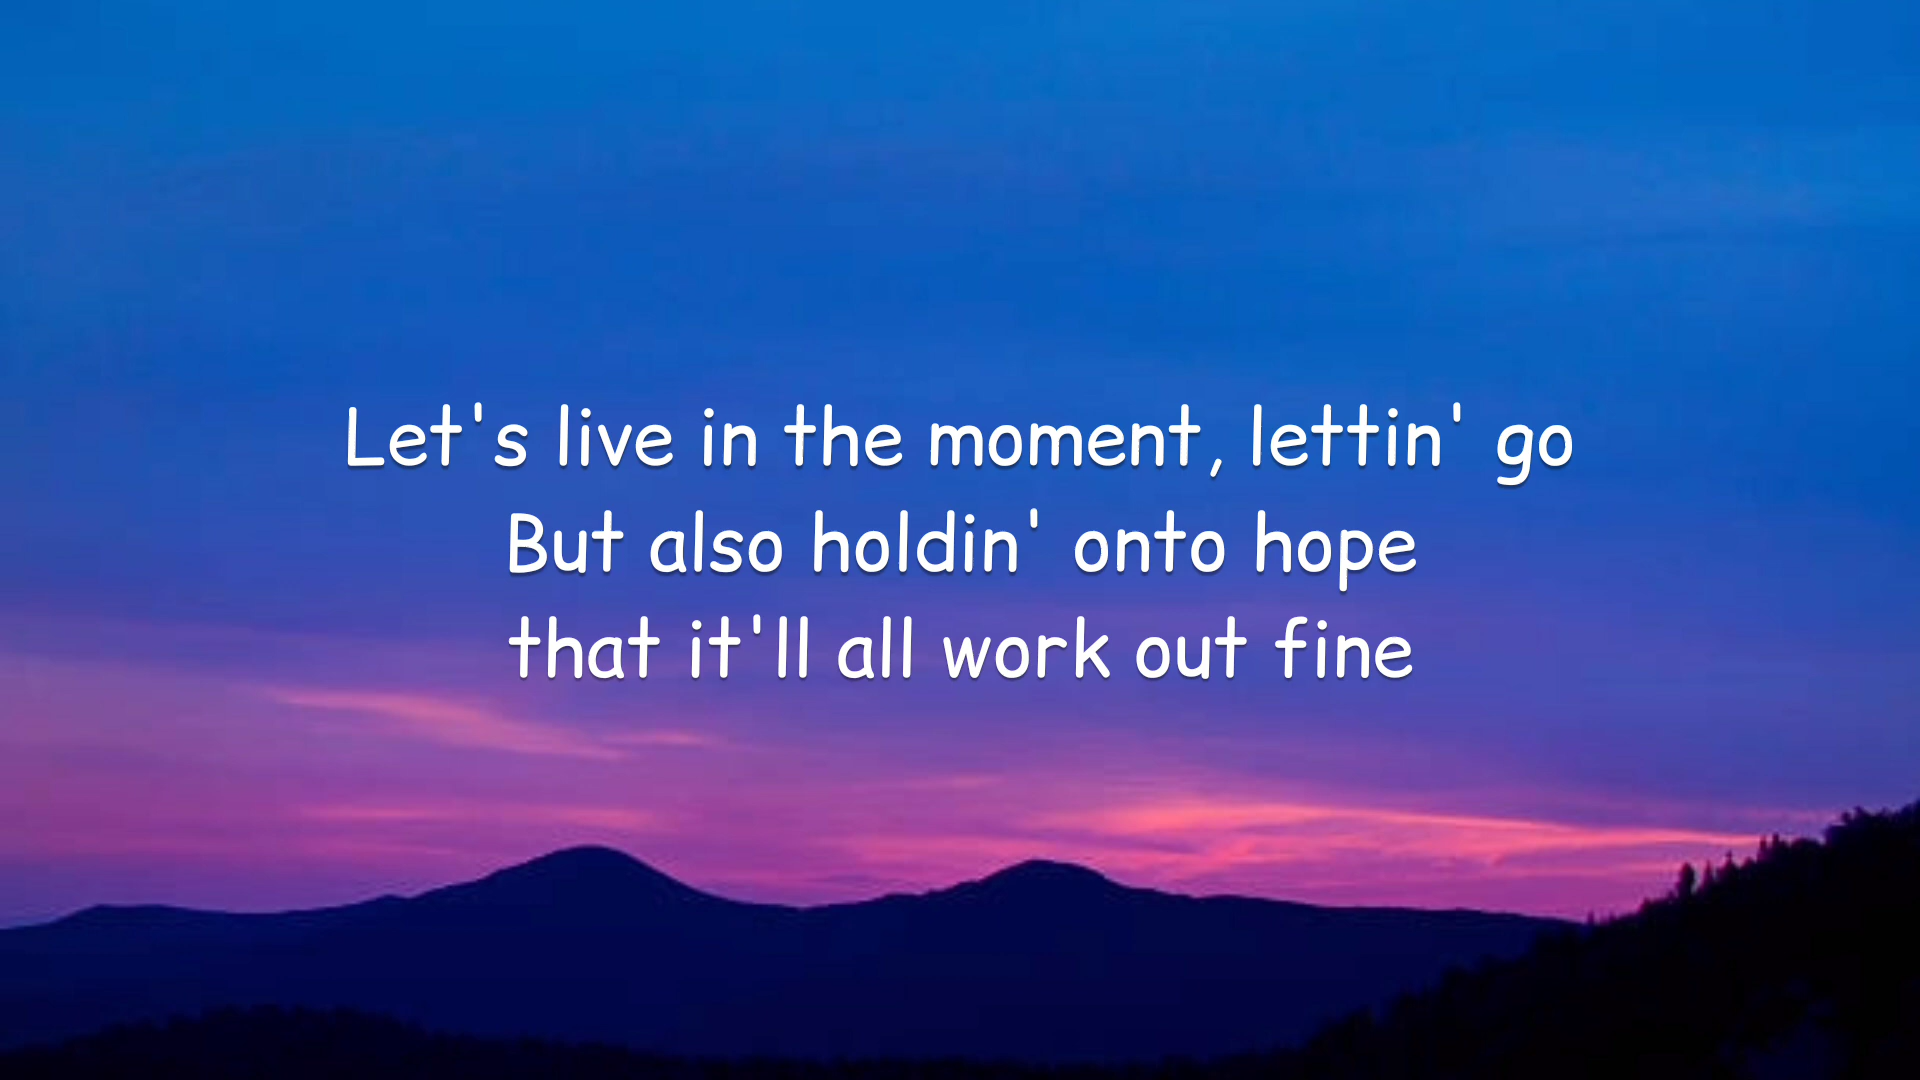 Let's live in the moment, lettin' go
But also holdin' onto hope
that it'll all work out fine